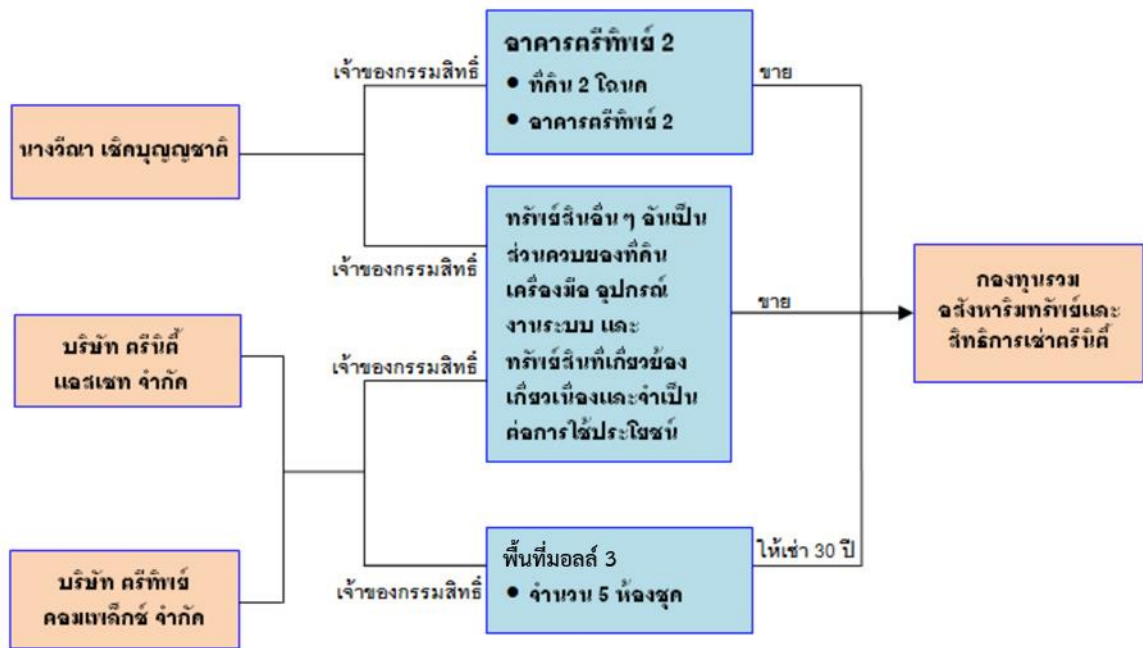 นางวีณา เชิดบุญญชาติ
บริษัท ตรีนิตี้
แอสเซท จำกัด
บริษัท ตรีทิพย์
คอมเพล็กซ์ จำกัด
เจ้าของกรรมสิทธิ์
เจ้าของกรรมสิทธิ์
เจ้าของกรรมสิทธิ์
เจ้าของกรรมสิทธิ์
อาคารตรีทิพย์ 2
• ที่ดิน 2 โฉนด
• อาคารตรีทิพย์ 2
ทรัพย์สินอื่นๆ อันเป็น
ส่วนควบของที่ดิน
เครื่องมือ อุปกรณ์
งานระบบ และ
ทรัพย์สินที่เกี่ยวข้อง
เกี่ยวเนื่องและจำเป็น
ต่อการใช้ประโยชน์
พื้นที่มอลล์ 3
• จำนวน 5 ห้องชุด
ขาย
ขาย
ให้เช่า 30 ปี
กองทุนรวม
อสังหาริมทรัพย์และ
สิทธิการเช่าตรีนิตี้